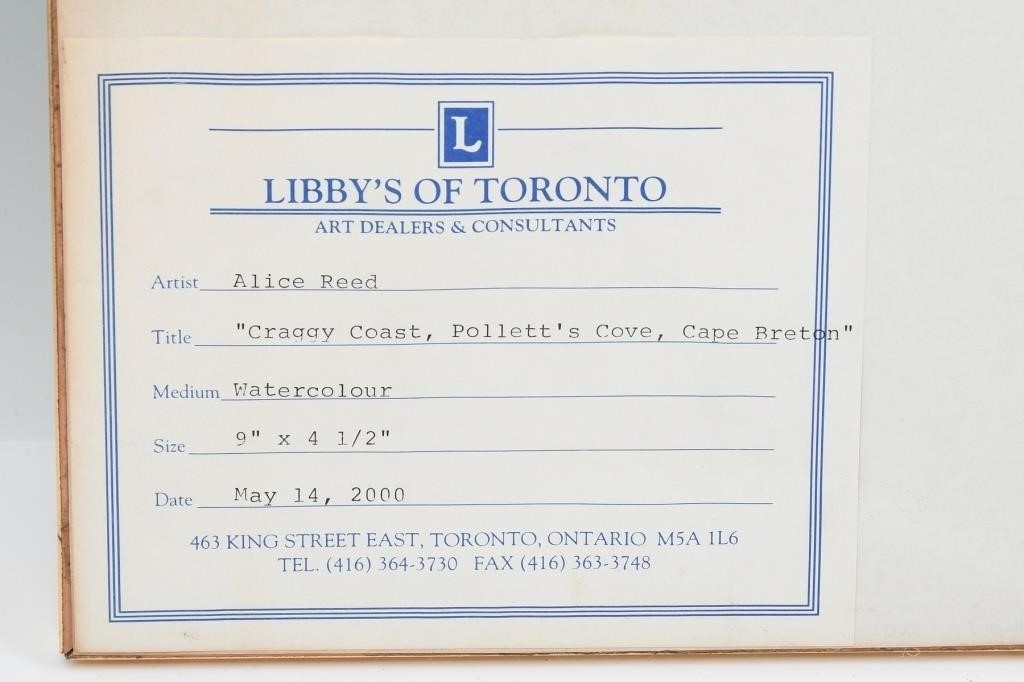 L
LIBBY'S OF TORONTO
ART DEALERS & CONSULTANTS
Artist Alice Reed
Title "Craggy Coast, Pollett's Cove, Cape Breton"
Medium Watercolour
Size 9" x 4 1/2"
Date May 14, 2000
463 KING STREET EAST, TORONTO, ONTARIO M5A 1L6
TEL. (416) 364-3730 FAX (416) 363-3748